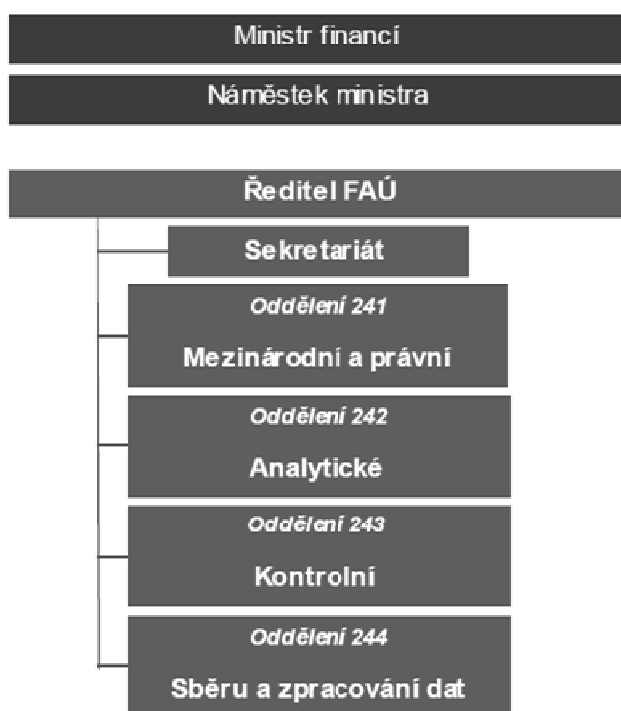 Ministr financí
Náměstek ministra
Ředitel FAÚ
Sekretariát
Oddělení 241
Mezinárodní a právní
Oddělení 242
Analytické
Oddělení 243
Kontrolní
Oddělení 244
Sběru a zpracování dat